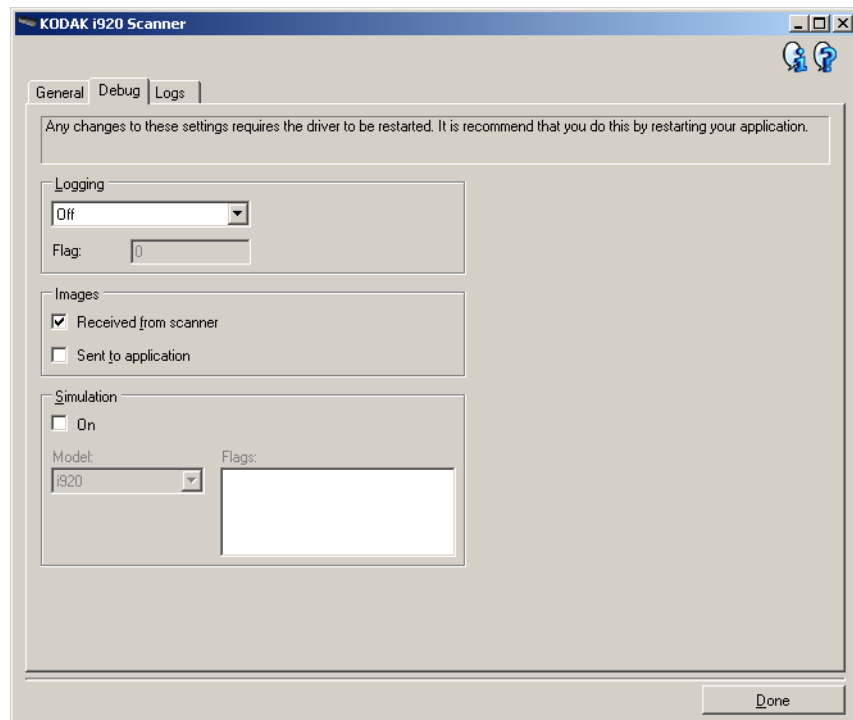 KODAK i920 Scanner
General Debug Logs
Any changes to these settings requires the driver to be restarted. It is recommend that you do this by restarting your application.
Logging
Off
Flag: 0
Images
Received from scanner
Sent to application
Simulation
On
Model: Flags:
i920
Done